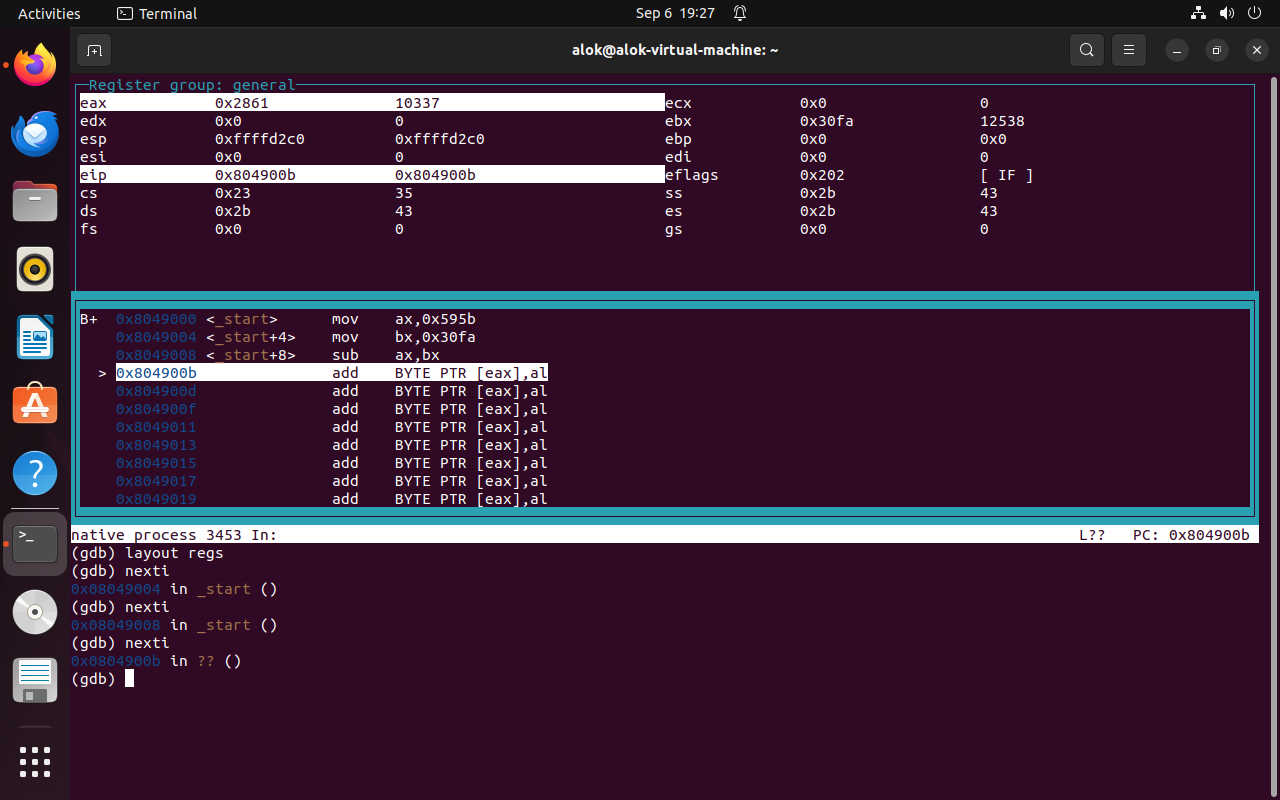 Activities Terminal Sep 6 19:27
alok@alok-virtual-machine: ~
Register group: general
eax 0x2861 10337 ecx 0x0 0
edx 0x0 0 ebx 0x30fa 12538
esp 0xffffd2c0 0xffffd2c0 ebp 0x0 0x0
esi 0x0 0 edi 0x0 0
eip 0x804900b 0x804900b eflags 0x202 [ IF ]
cs 0x23 35 ss 0x2b 43
ds 0x2b 43 es 0x2b 43
fs 0x0 0 gs 0x0 0
B+ 0x8049000 <_start> mov ax,0x595b
0x8049004 <_start+4> mov bx,0x30fa
0x8049008 <_start+8> sub ax,bx
> 0x804900b add BYTE PTR [eax],al
0x804900d add BYTE PTR [eax],al
0x804900f add BYTE PTR [eax],al
0x8049011 add BYTE PTR [eax],al
0x8049013 add BYTE PTR [eax],al
0x8049015 add BYTE PTR [eax],al
0x8049017 add BYTE PTR [eax],al
0x8049019 add BYTE PTR [eax],al
native process 3453 In: L?? PC: 0x804900b
(gdb) layout regs
(gdb) nexti
0x08049004 in _start ()
(gdb) nexti
0x08049008 in _start ()
(gdb) nexti
0x0804900b in ?? ()
(gdb)